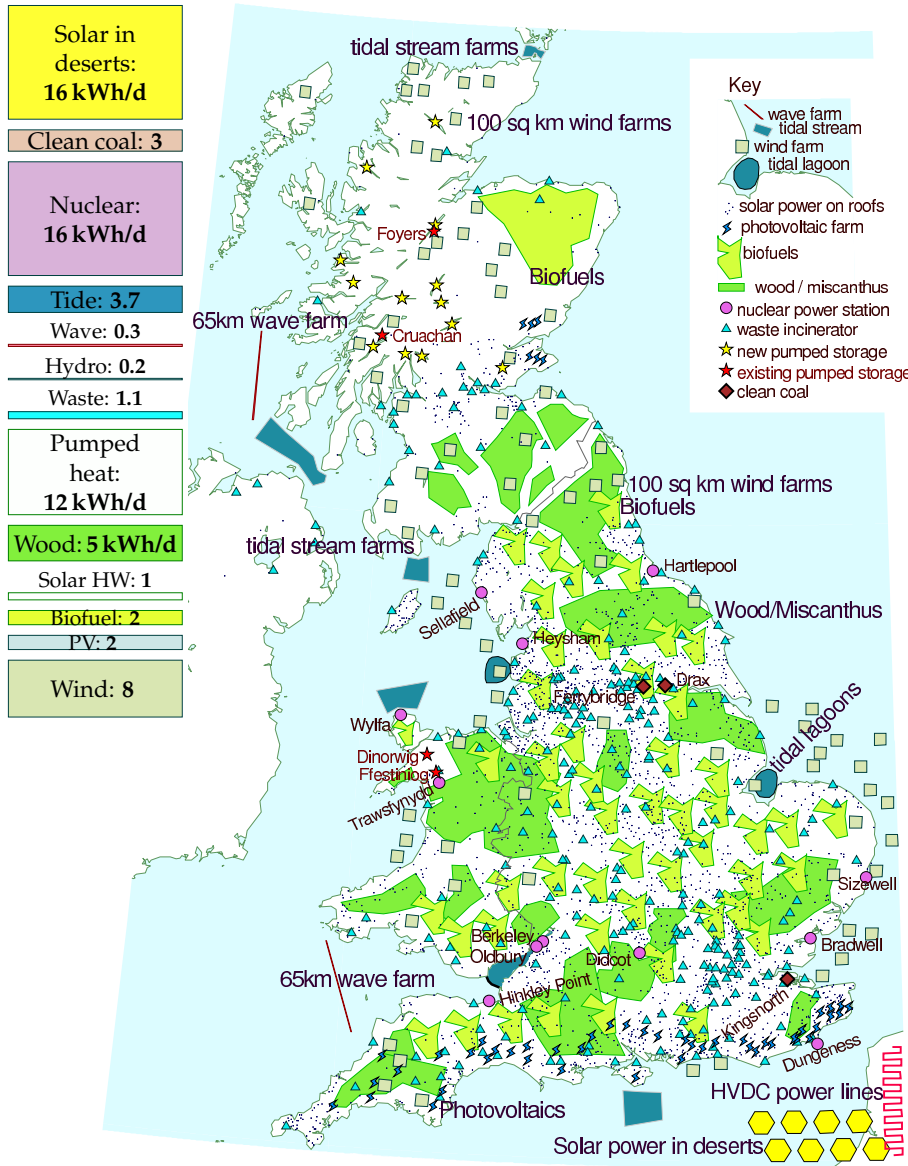 Solar in
deserts:
16 kWh/d
Clean coal: 3
Nuclear:
16 kWh/d
Tide: 3.7
Wave: 0.3
Hydro: 0.2
Waste: 1.1
Pumped
heat:
12 kWh/d
Wood: 5 kWh/d
Solar HW: 1
Biofuel: 2
PV: 2
Wind: 8
tidal stream farms
100 sq km wind farms
Foyers
Biofuels
65km wave farm
Cruachan
100 sq km wind farms
Biofuels
tidal stream farms
Hartlepool
Sellafield
Wood/Miscanthus
Heysham
Drax
Ferrybridge
Wylfa
tidal lagoons
Dinorwig
Ffestiniog
Trawsfynydd
Sizewell
Berkeley
Oldbury
Didcot
Bradwell
65km wave farm
Hinkley Point
Kingsnorth
Dungeness
Photovoltaics
HVDC power lines
Solar power in deserts
Key
wave farm
tidal stream
wind farm
tidal lagoon
solar power on roofs
photovoltaic farm
biofuels
wood / miscanthus
nuclear power station
waste incinerator
new pumped storage
existing pumped storage
clean coal